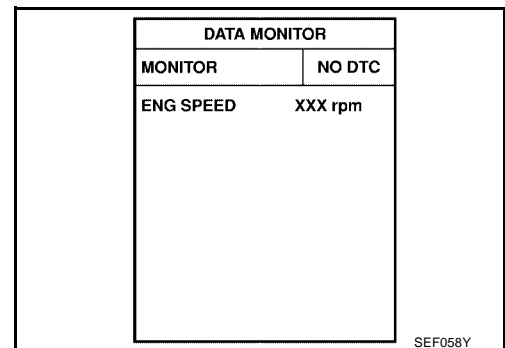 DATA MONITOR
MONITOR NO DTC
ENG SPEED XXX rpm
SEF058Y